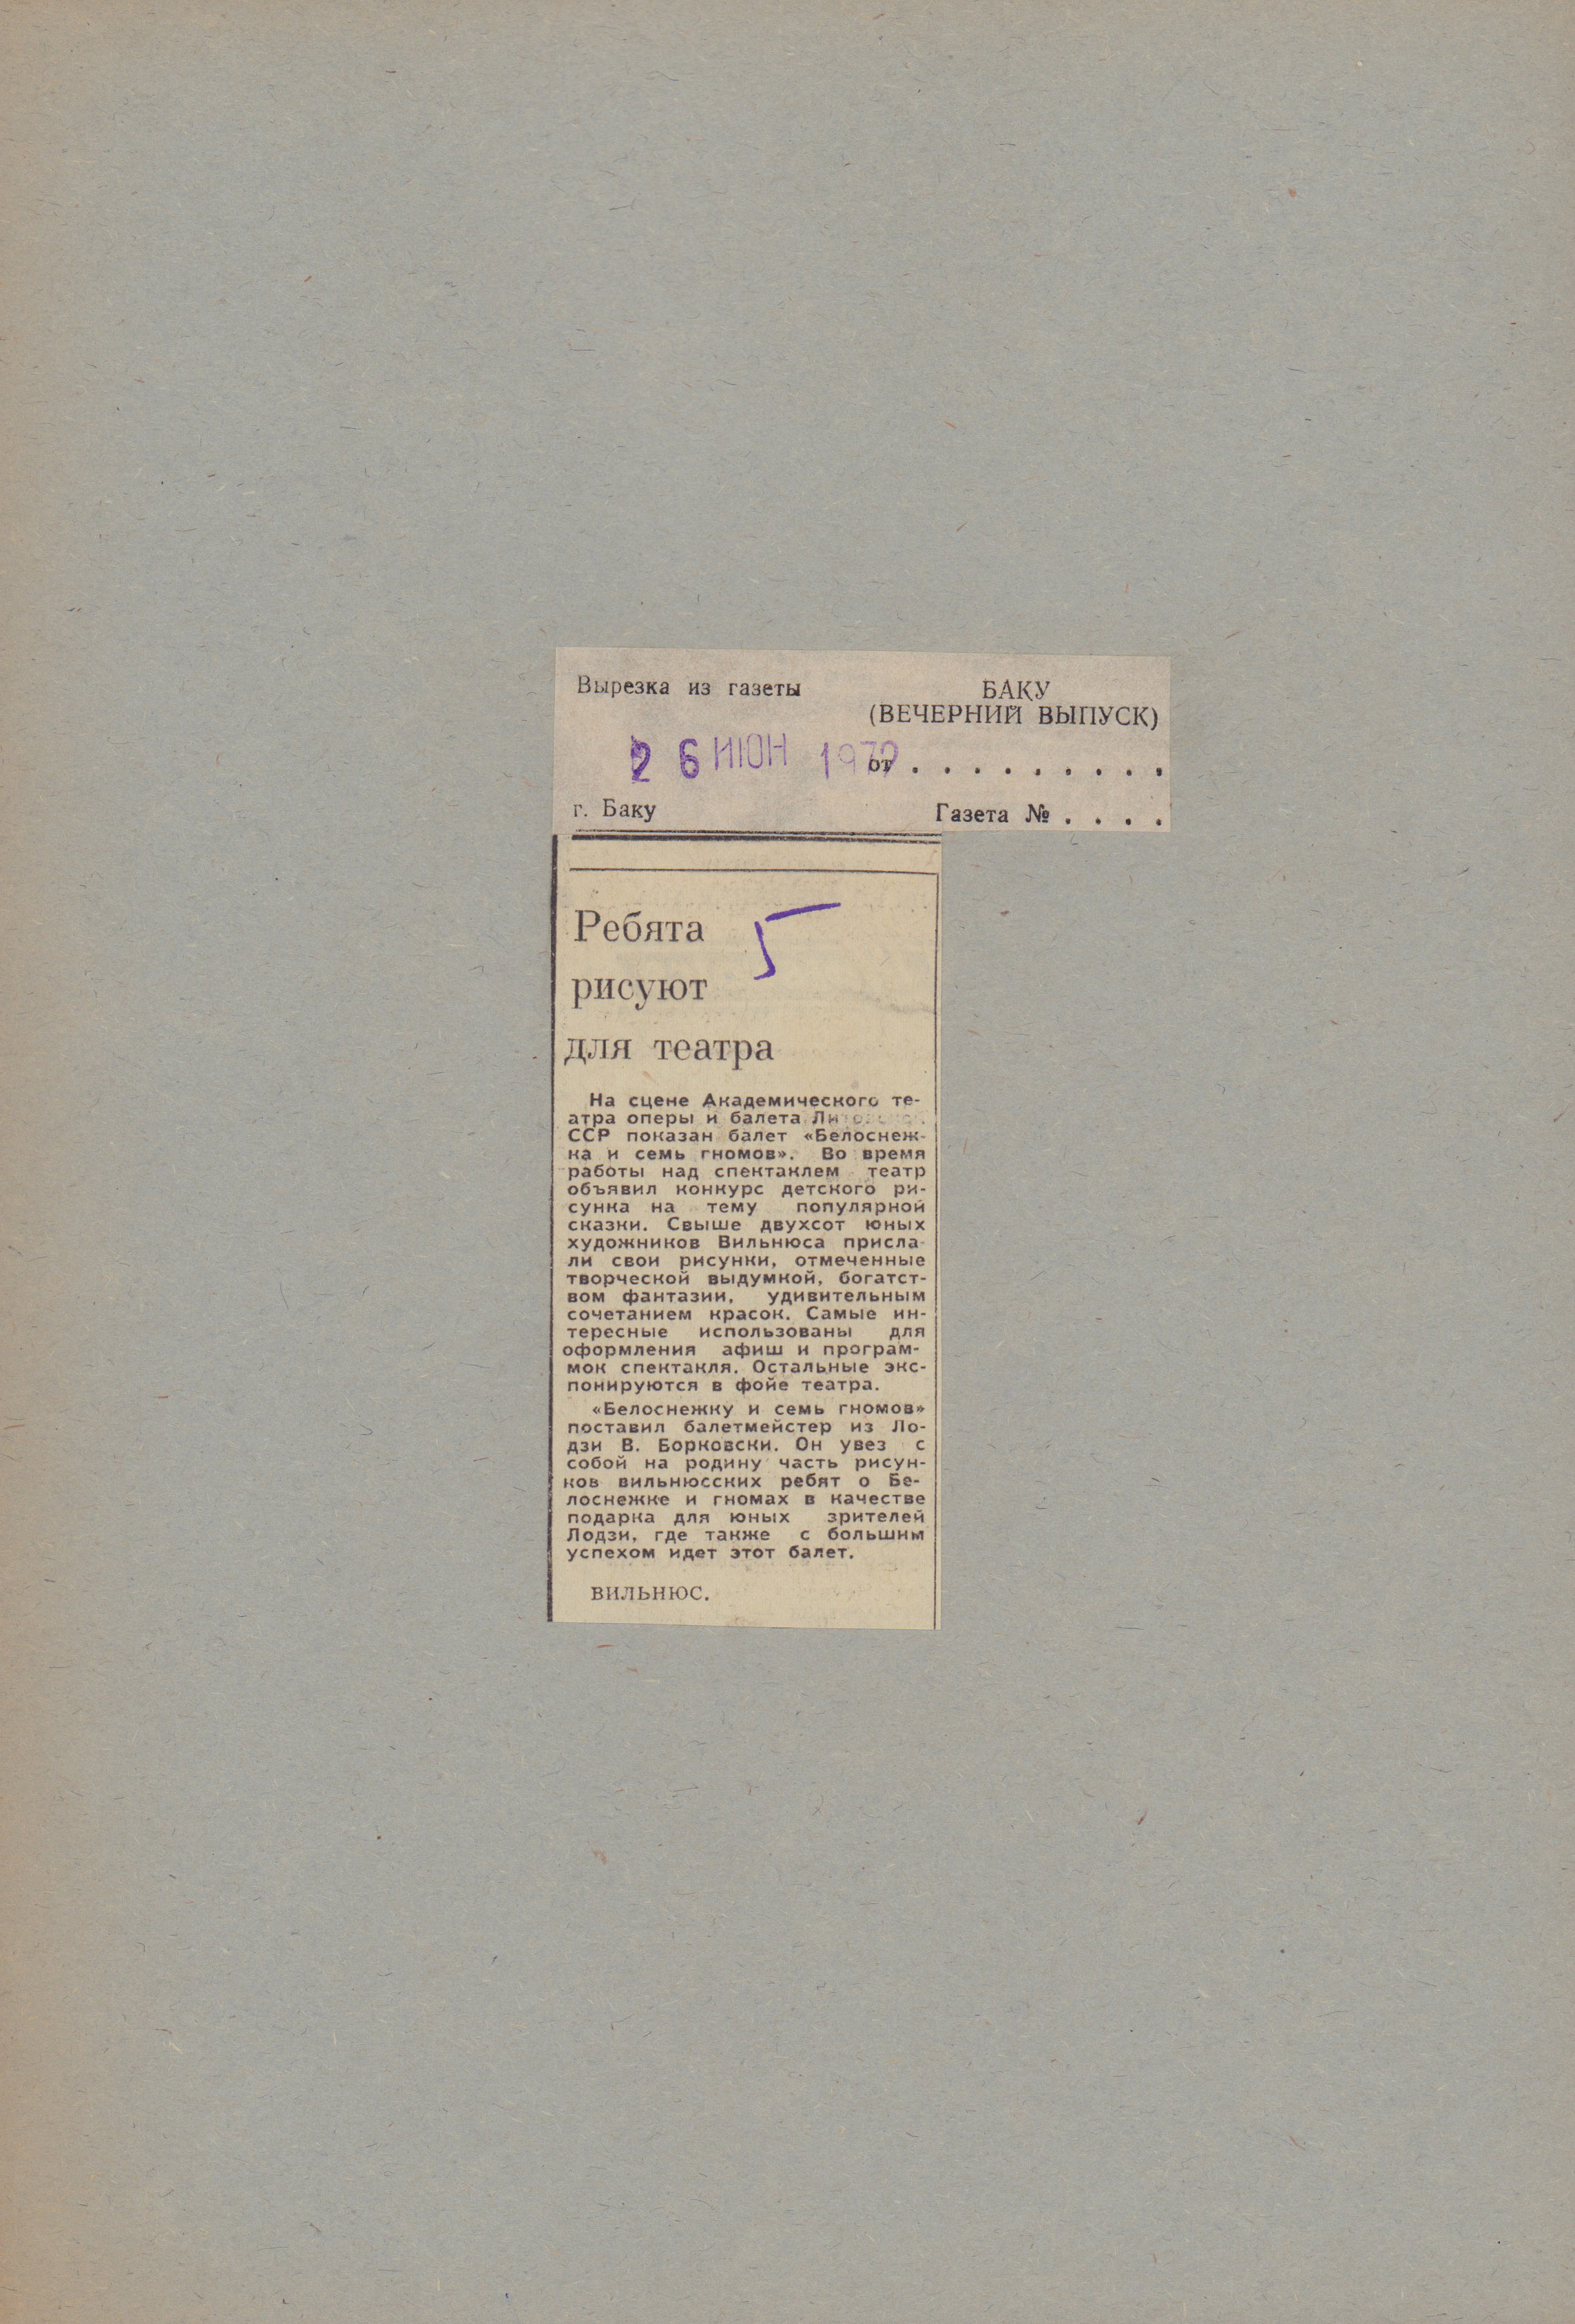 Вырезка из газеты
БАКУ
(ВЕЧЕРНИЙ ВЫПУСК)
26 ИЮН от . . . . . . . . .
г. Баку
Газета № . . . .
5
Ребята
рисуют
для театра
На сцене Академического те-
атра оперы и балета
ССР показан балет «Белоснеж-
ка и семь гномов». Во время
работы над спектаклем театр
объявил конкурс детского ри-
сунка на тему популярной
сказки. Свыше двухсот юных
художников Вильнюса присла-
ли свои рисунки, отмеченные
творческой выдумкой, богатст-
вом фантазии, удивительным
сочетанием красок. Самые ин-
тересные использованы для
оформления афиш и програм-
мок спектакля. Остальные экс-
понируются в фойе театра.
«Белоснежку и семь гномов»
поставил балетмейстер из Ло-
дзи В. Борковски. Он увез с
собой на родину часть рисун-
ков вильнюсских ребят о Бе-
лоснежке и гномах в качестве
подарка для юных зрителей
Лодзи, где также с большим
успехом идет этот балет.
ВИЛЬНЮС.